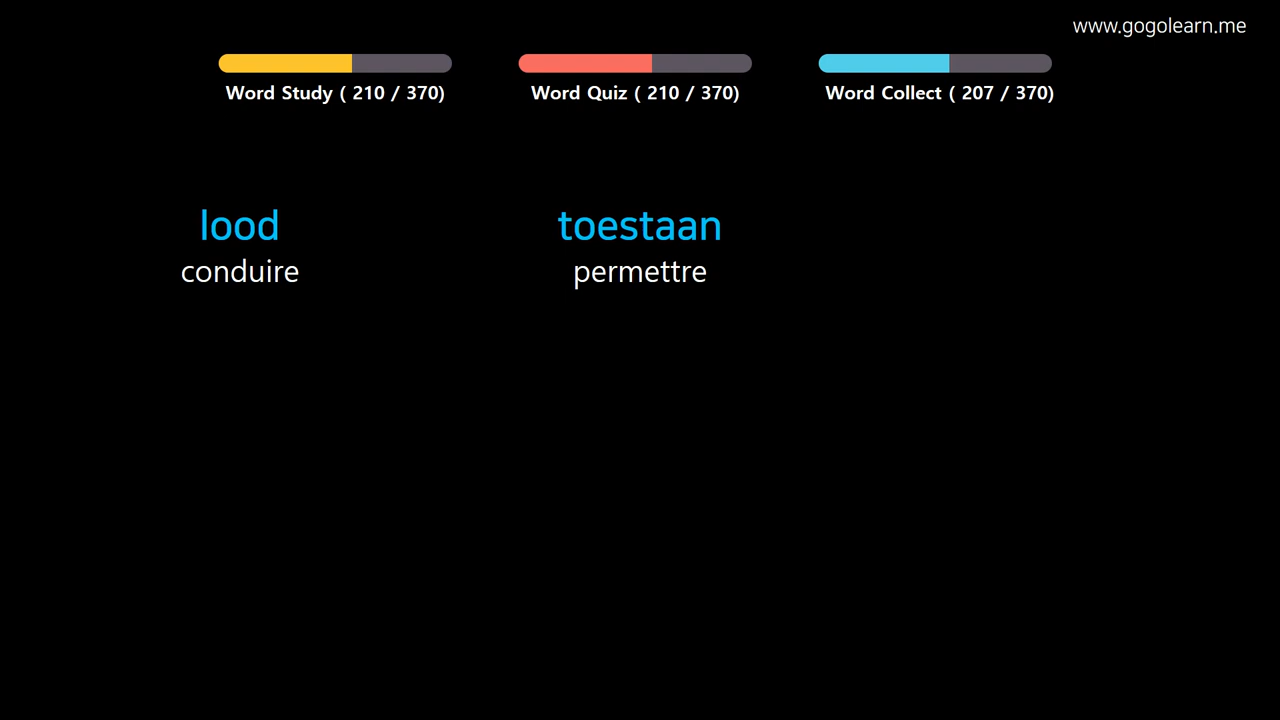 www.gogolearn.me
Word Study ( 210 / 370)
Word Quiz ( 210 / 370)
Word Collect ( 207 / 370)
lood
conduire
toestaan
permettre